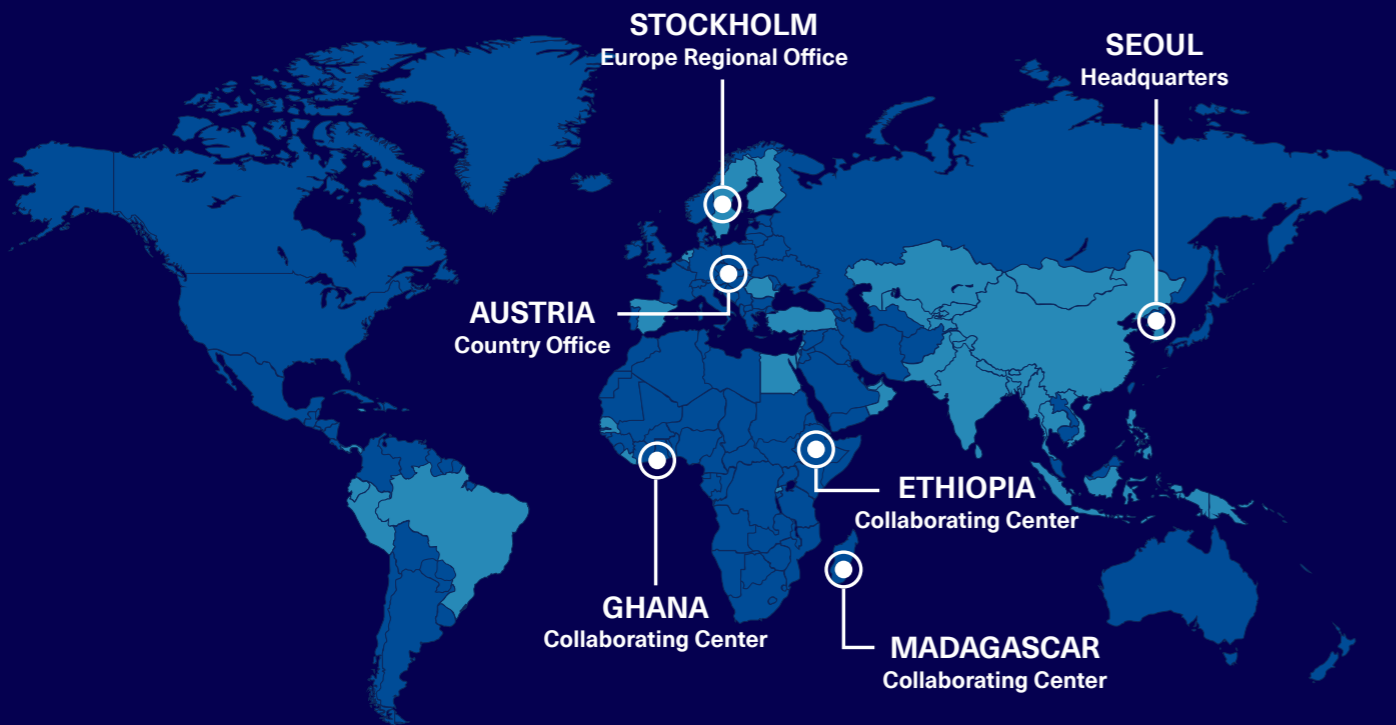 STOCKHOLM
Europe Regional Office
SEOUL
Headquarters
AUSTRIA
Country Office
ETHIOPIA
Collaborating Center
GHANA
Collaborating Center
MADAGASCAR
Collaborating Center